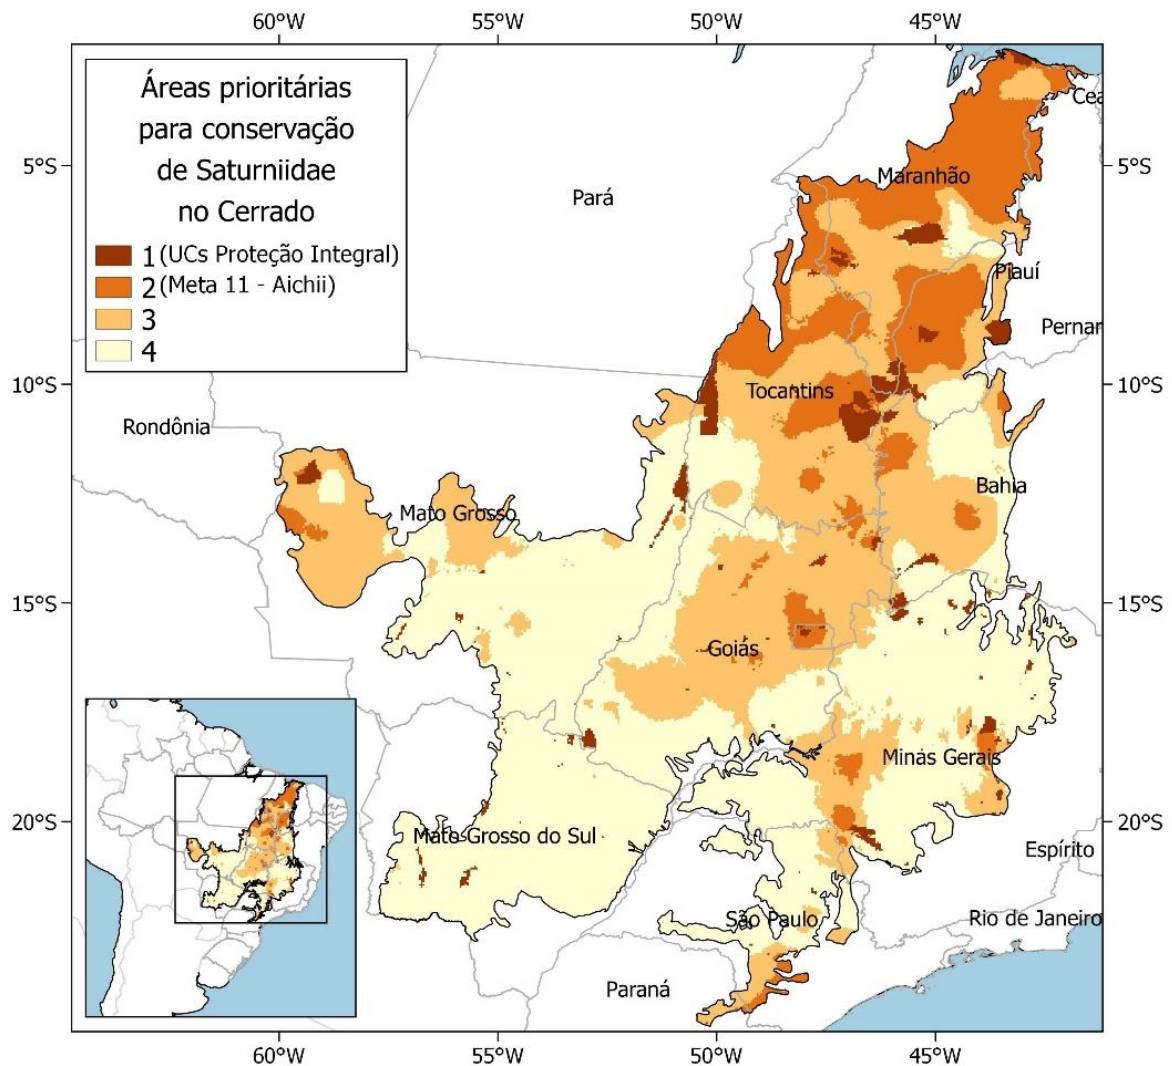 60°W 55°W 50°W 45°W
Áreas prioritárias
para conservação
de Saturniidae
no Cerrado
1 (UCs Proteção Integral)
2 (Meta 11 - Aichii)
3
4
Cea
5°S 5°S
Maranhão
Pará
Piauí
Pernar
10°S 10°S
Tocantins
Rondônia
Bahia
Mato Grosso
15°S 15°S
Goiás
Minas Gerais
20°S 20°S
Mato Grosso do Sul
Espírito
São Paulo
Rio de Janeiro
Paraná
60°W 55°W 50°W 45°W